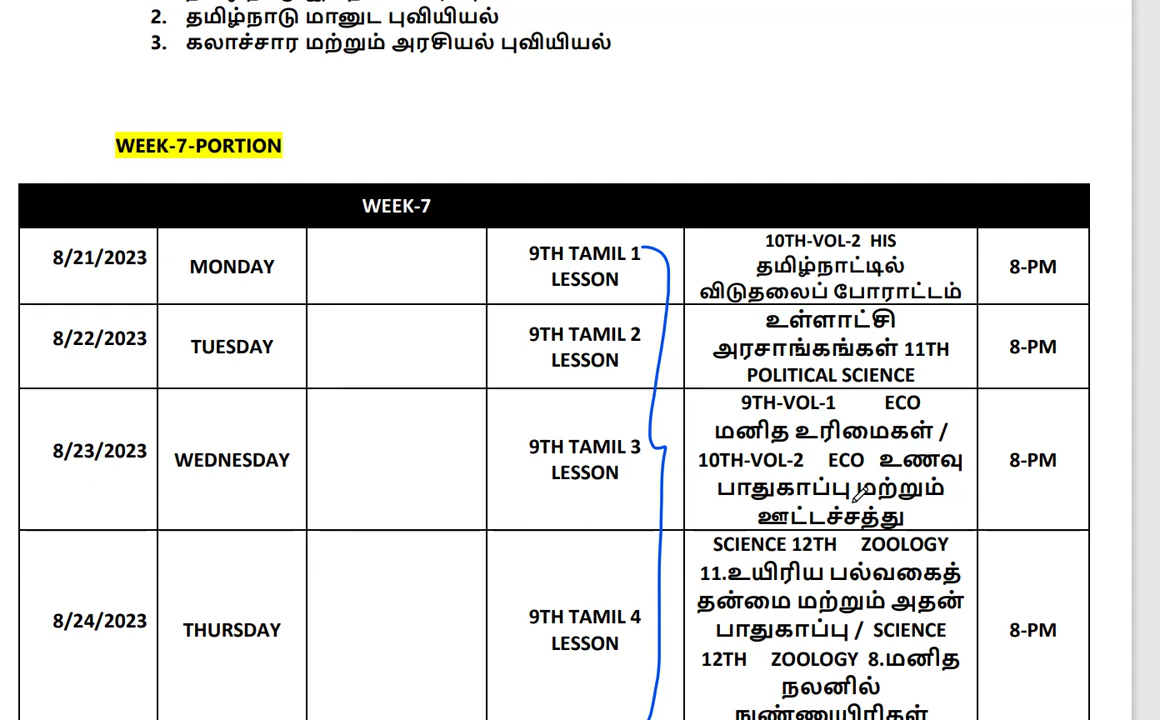 2. தமிழ்நாடு மானுட புவியியல்
3. கலாச்சார மற்றும் அரசியல் புவியியல்
WEEK-7-PORTION
WEEK-7
8/21/2023
MONDAY
9TH TAMIL 1
LESSON
10TH-VOL-2 HIS
தமிழ்நாட்டில்
விடுதலைப் போராட்டம்
8-PM
8/22/2023
TUESDAY
9TH TAMIL 2
LESSON
உள்ளாட்சி
அரசாங்கங்கள் 11TH
POLITICAL SCIENCE
8-PM
8/23/2023
WEDNESDAY
9TH TAMIL 3
LESSON
9TH-VOL-1 ECO
மனித உரிமைகள் /
10TH-VOL-2 ECO உணவு
பாதுகாப்பு மற்றும்
ஊட்டச்சத்து
8-PM
8/24/2023
THURSDAY
9TH TAMIL 4
LESSON
SCIENCE 12TH ZOOLOGY
11.உயிரிய பல்வகைத்
தன்மை மற்றும் அதன்
பாதுகாப்பு / SCIENCE
12TH ZOOLOGY 8.மனித
நலனில்
நுண்ணுயிரிகள்
8-PM